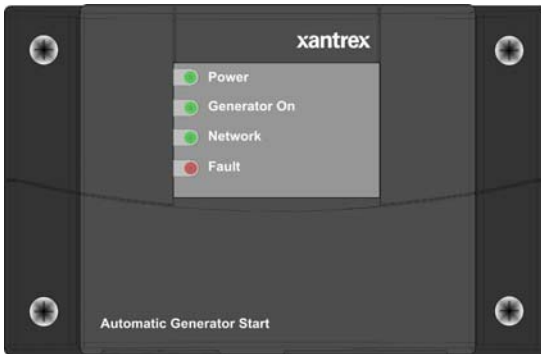 xantrex
Power
Generator On
Network
Fault
Automatic Generator Start